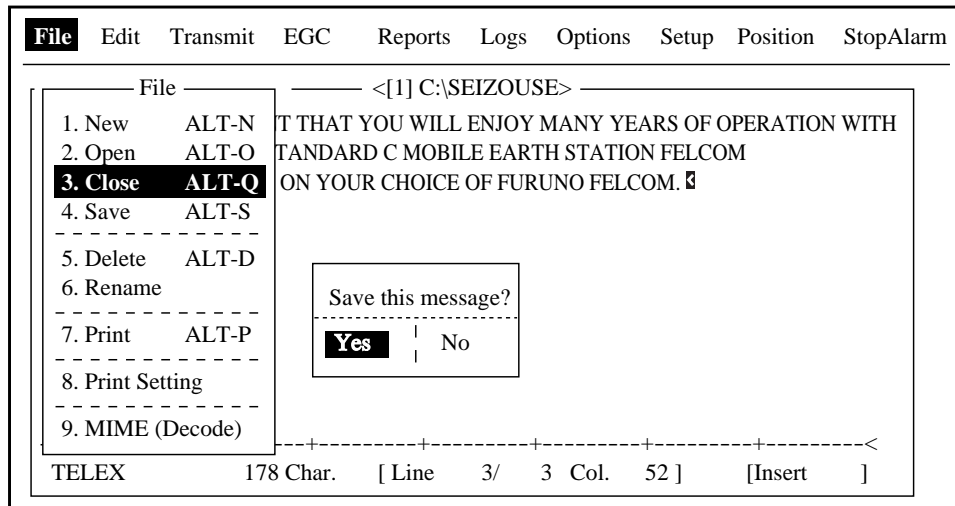 File Edit Transmit EGC Reports Logs Options Setup Position StopAlarm
File
<[1] C:\SEIZOUSE>
1. New ALT-N
T THAT YOU WILL ENJOY MANY YEARS OF OPERATION WITH
2. Open ALT-O
TANDARD C MOBILE EARTH STATION FELCOM
3. Close ALT-Q
ON YOUR CHOICE OF FURUNO FELCOM.
4. Save ALT-S
5. Delete ALT-D
6. Rename
7. Print ALT-P
8. Print Setting
9. MIME (Decode)
Save this message?
Yes No
TELEX 178 Char. [ Line 3/ 3 Col. 52 ] [Insert ]